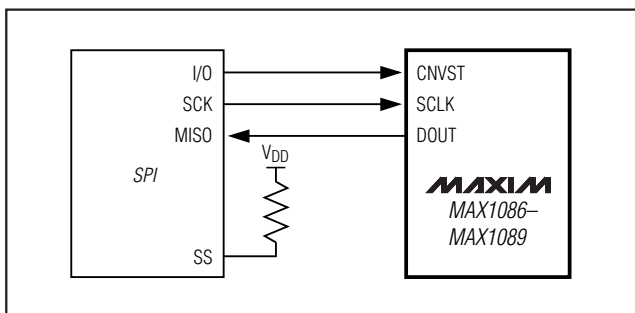 I/O
SCK
MISO
SPI
SS
VDD
CNVST
SCLK
DOUT
MAXIM
MAX1086–
MAX1089